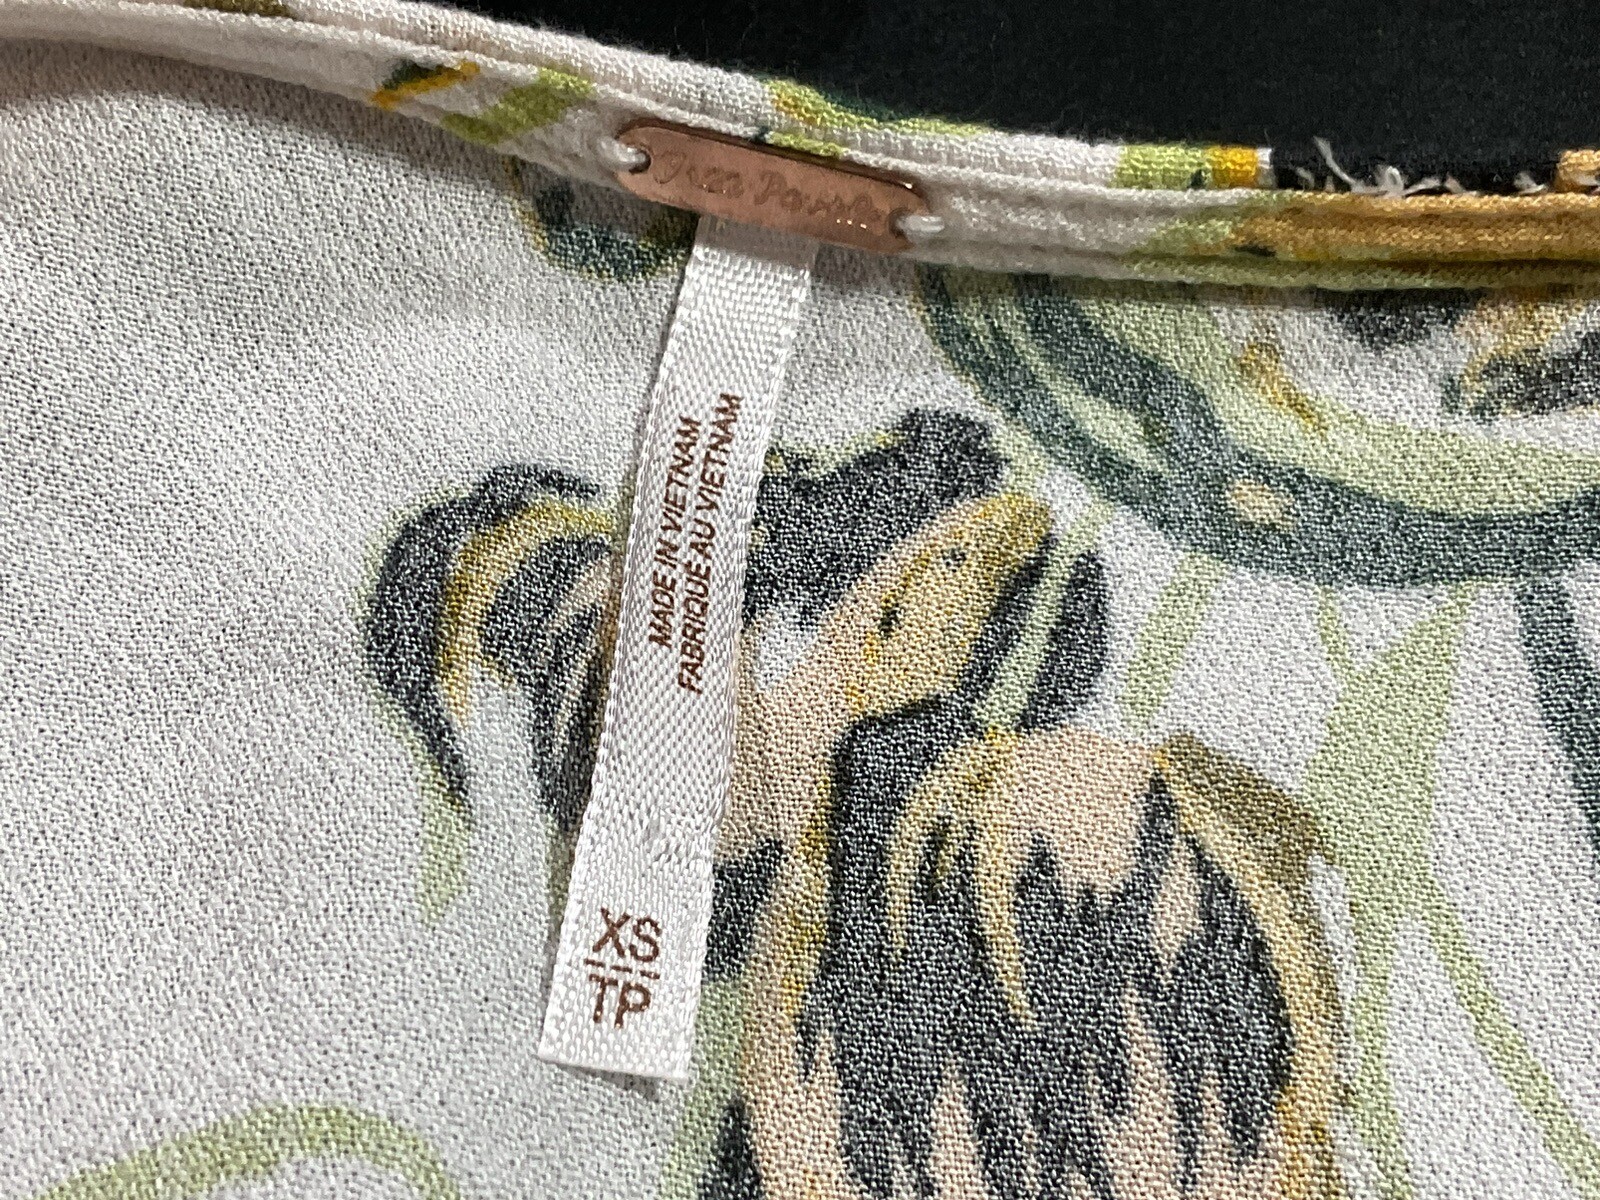 Free People
MADE IN VIETNAM
FABRIQUE AU VIETNAM
XS
TP